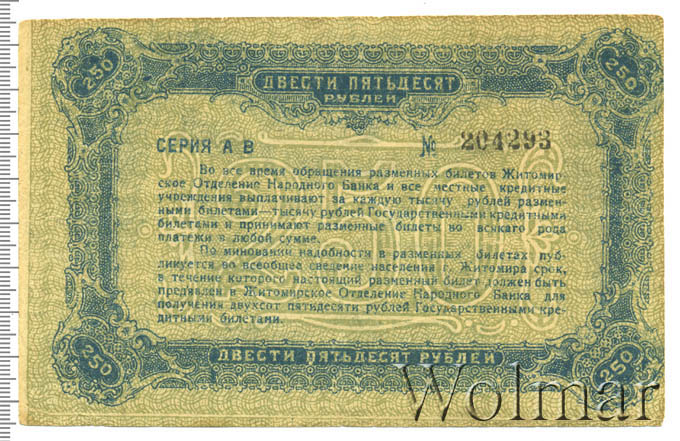 250
250
ДВЕСТИ ПЯТЬДЕСЯТ
РУБЛЕЙ
СЕРИЯ А В № 204293
Во все время обращения разменных билетов Житомир-
ское Отделение Народного Банка и все местные кредитные
учреждения выплачивают за каждую тысячу рублей размен-
ными билетами—тысячу рублей Государственными кредитными
билетами и принимают разменные билеты во всякаго рода
платежи в любой сумме.
По миновании надобности в разменных билетах пуб-
ликуется во всеобщее сведение населения г. Житомира срок,
в течение которого настоящий разменный билет должен быть
предявлен в Житомирское Отделение Народного Банка для
получения двухсот пятидесяти рублей Государственными кре-
дитными билетами.
250
250
250
ДВЕСТИ ПЯТЬДЕСЯТ РУБЛЕЙ
Wolmar